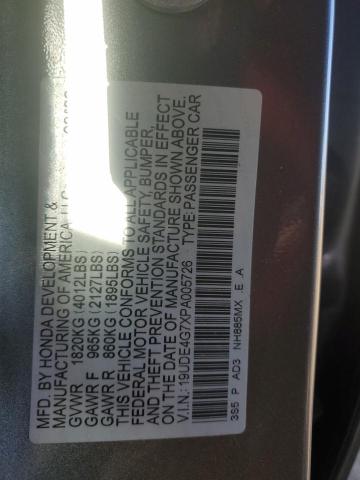 MFD. BY HONDA DEVELOPMENT &
MANUFACTURING OF AMERICA, LLC
GVWR 1820KG (4012LBS)
GAWR F 965KG (2127LBS)
GAWR R 860KG (1895LBS)
THIS VEHICLE CONFORMS TO ALL APPLICABLE
FEDERAL MOTOR VEHICLE SAFETY, BUMPER,
AND THEFT PREVENTION STANDARDS IN EFFECT
ON THE DATE OF MANUFACTURE SHOWN ABOVE.
V.I.N.: 19UDE4G7XPA005726 TYPE: PASSENGER CAR
3S5 P AD3 NH885MX E A